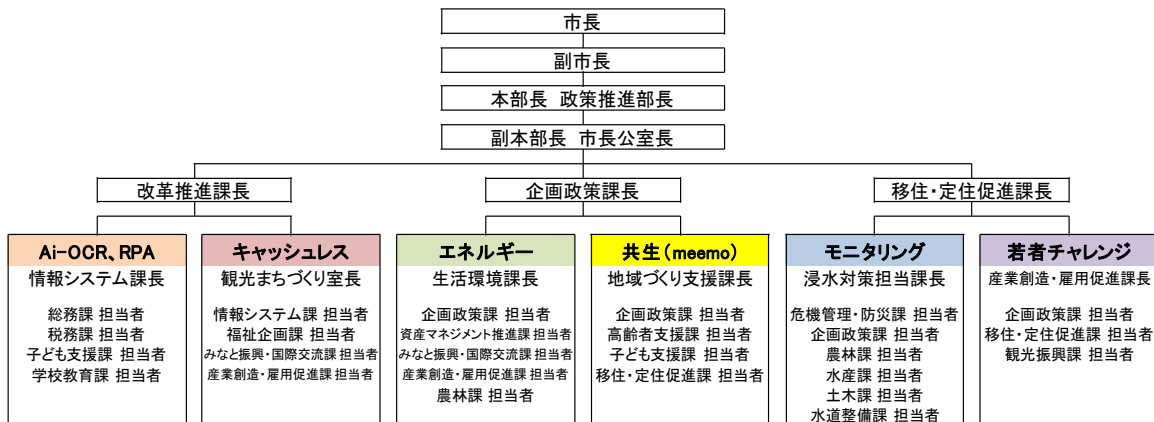 市長
副市長
本部長 政策推進部長
副本部長 市長公室長
改革推進課長
企画政策課長
移住・定住促進課長
Ai-OCR、RPA
情報システム課長
総務課 担当者
税務課 担当者
子ども支援課 担当者
学校教育課 担当者
キャッシュレス
観光まちづくり室長
情報システム課 担当者
福祉企画課 担当者
みなと振興・国際交流課 担当者
産業創造・雇用促進課 担当者
エネルギー
生活環境課長
企画政策課 担当者
資産マネジメント推進課 担当者
みなと振興・国際交流課 担当者
産業創造・雇用促進課 担当者
農林課 担当者
共生(meemo)
地域づくり支援課長
企画政策課 担当者
高齢者支援課 担当者
子ども支援課 担当者
移住・定住促進課 担当者
モニタリング
浸水対策担当課長
危機管理・防災課 担当者
企画政策課 担当者
農林課 担当者
水産課 担当者
土木課 担当者
水道整備課 担当者
若者チャレンジ
産業創造・雇用促進課長
企画政策課 担当者
移住・定住促進課 担当者
観光振興課 担当者